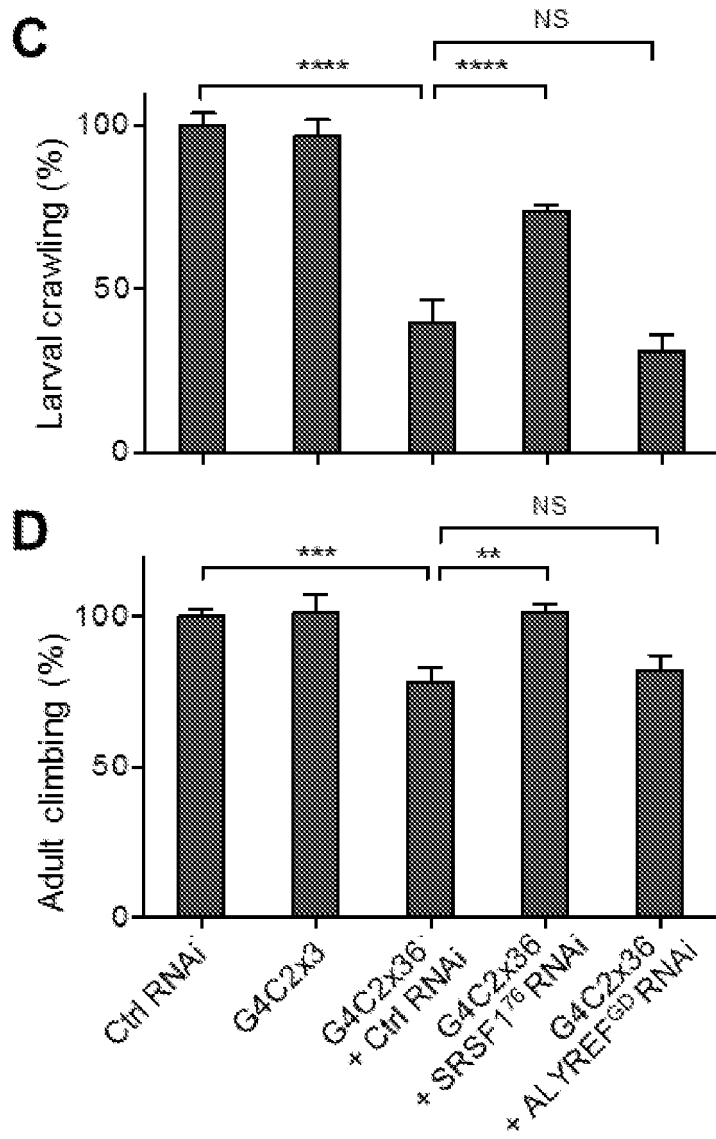 C
NS
**** ****
Larval crawling (%)
100
50
0
D
NS
*** **
Adult climbing (%)
100
50
0
Ctrl RNAi
G4C2x3
G4C2x36
+ Ctrl RNAi
G4C2x36
+ SRSF1⁷⁶ RNAi
G4C2x36
+ ALYREFᴳᴰ RNAi